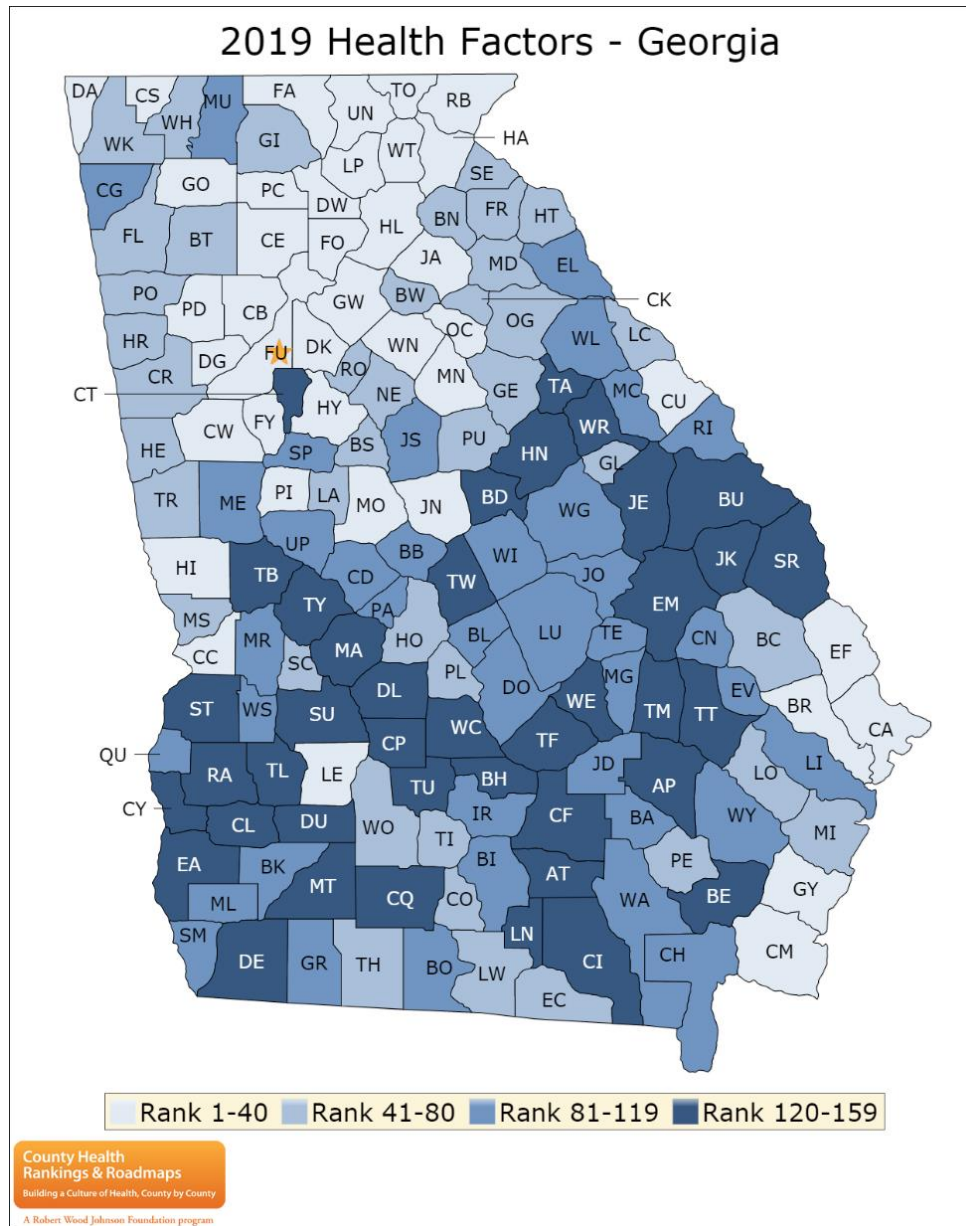 2019 Health Factors - Georgia
DA
CS
MU
FA
UN
TO
RB
WK
WH
GI
LP
WT
HA
CG
GO
PC
DW
HL
SE
BN
FR
HT
FL
BT
CE
FO
JA
MD
EL
PO
PD
CB
GW
BW
CK
OC
OG
WL
LC
HR
DG
FU
DK
WN
CR
RO
NE
MN
GE
TA
MC
CU
CT
CW
FY
HY
WR
RI
HE
SP
BS
JS
PU
HN
GL
TR
ME
PI
LA
MO
JN
BD
WG
JE
BU
UP
BB
WI
JK
SR
HI
TB
CD
TW
JO
TY
PA
EM
MS
MR
HO
BL
LU
TE
CN
BC
EF
CC
SC
MA
PL
DO
MG
ST
WS
SU
DL
WC
WE
TM
TT
EV
BR
CA
QU
CP
TF
RA
TL
LE
TU
BH
JD
AP
LO
LI
CY
CL
DU
WO
TI
IR
CF
BA
WY
MI
EA
BK
MT
CQ
CO
BI
AT
PE
ML
WA
BE
GY
SM
DE
GR
TH
BO
LW
LN
CI
CH
CM
EC
Rank 1-40 Rank 41-80 Rank 81-119 Rank 120-159
County Health
Rankings & Roadmaps
Building a Culture of Health, County by County
A Robert Wood Johnson Foundation program